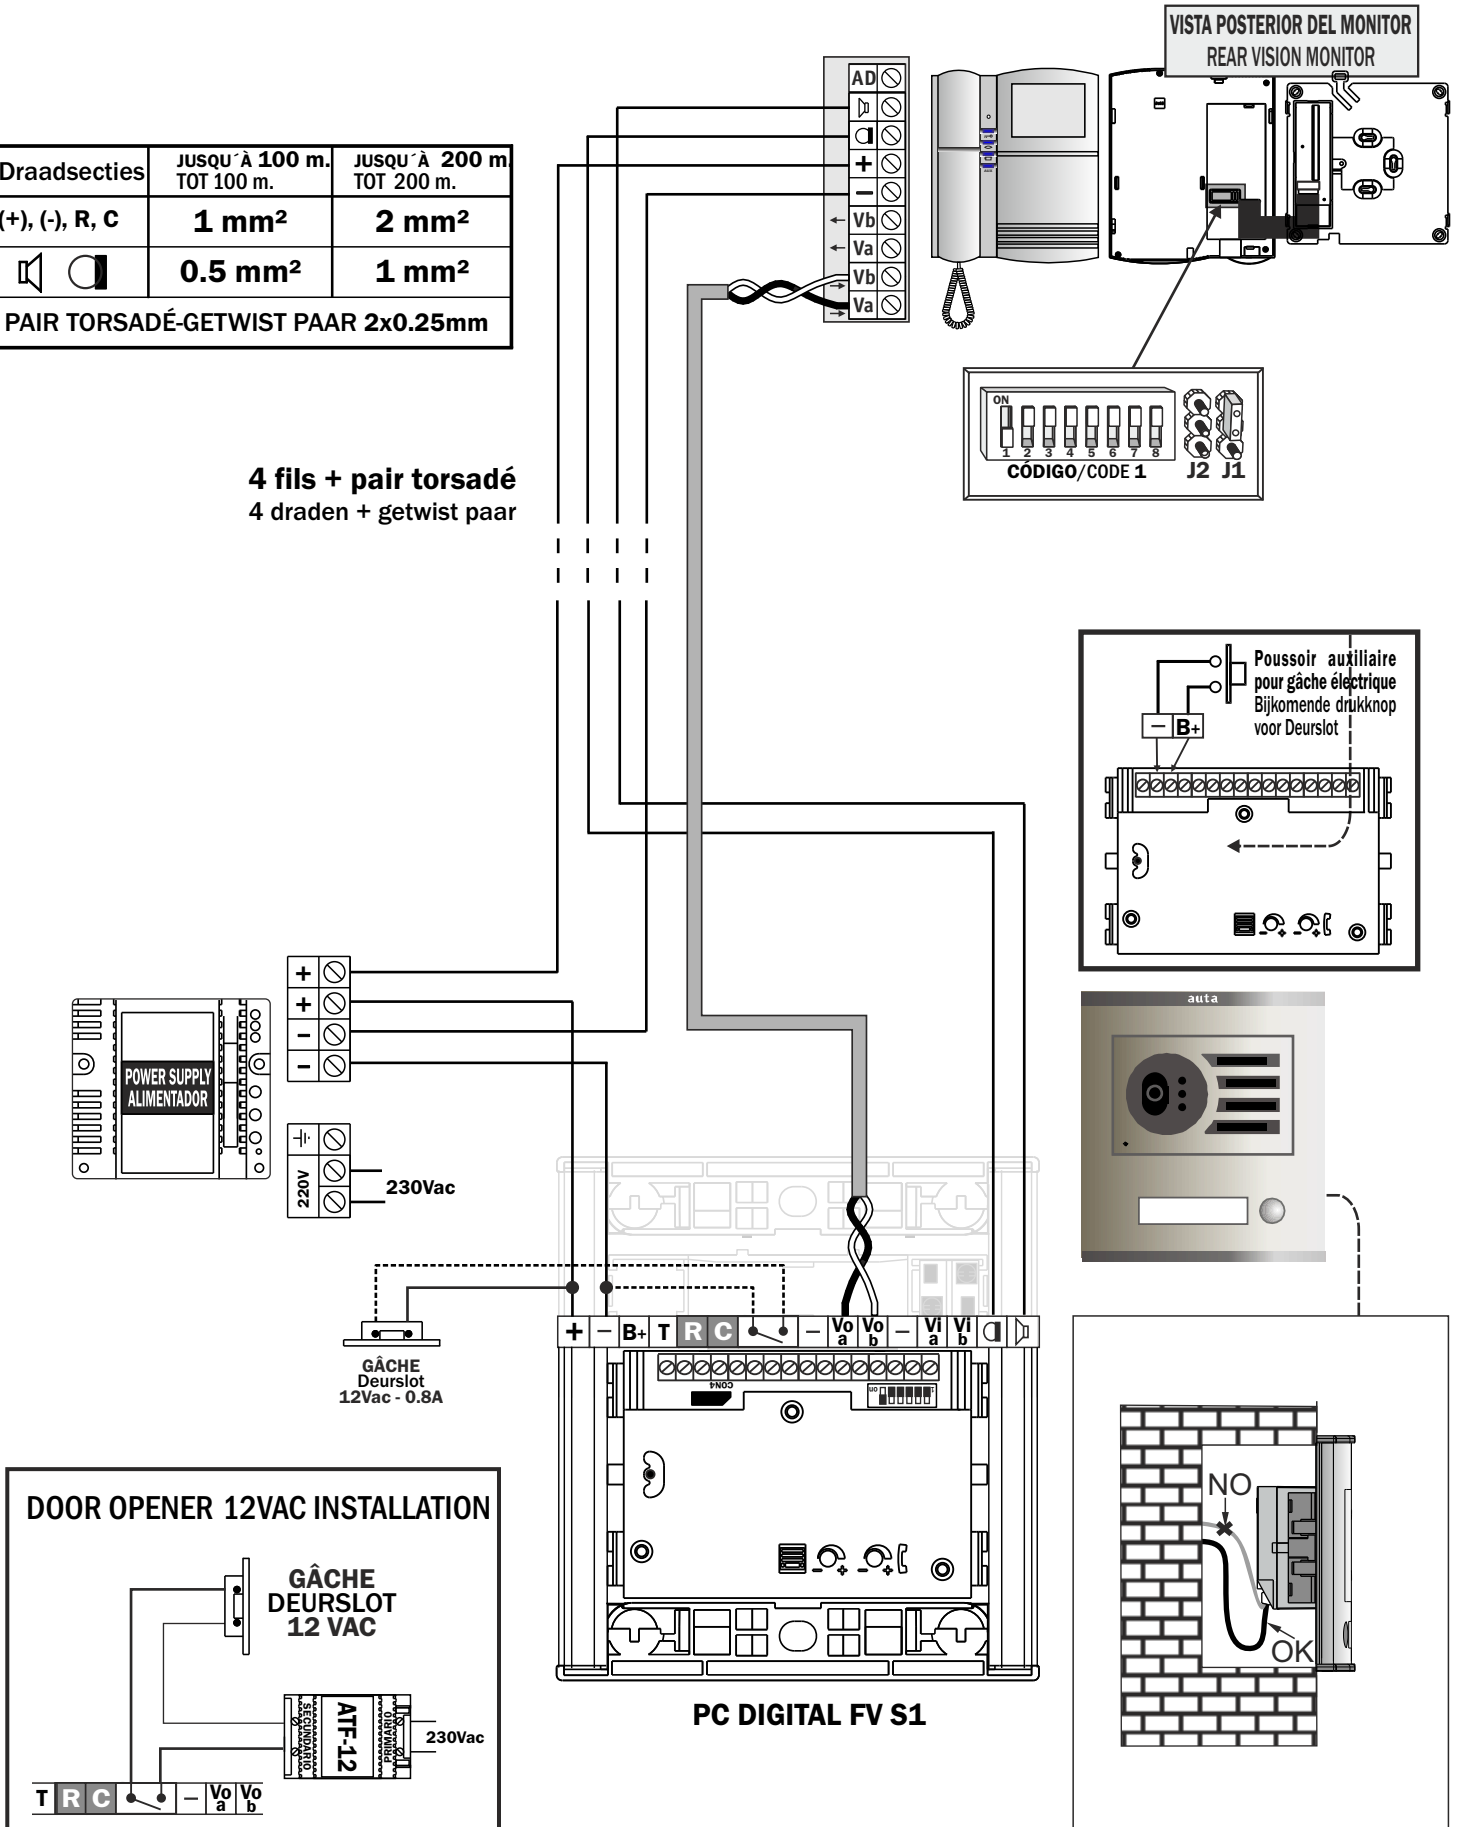 VISTA POSTERIOR DEL MONITOR
REAR VISION MONITOR
AD
+
−
Vb
Va
Vb
Va
Draadsecties
JUSQU´À 100 m.
TOT 100 m.
JUSQU´À 200 m.
TOT 200 m.
(+), (-), R, C
1 mm²
2 mm²
0.5 mm²
1 mm²
PAIR TORSADÉ-GETWIST PAAR 2x0.25mm
ON
1 2 3 4 5 6 7 8
CÓDIGO/CODE 1
J2 J1
4 fils + pair torsadé
4 draden + getwist paar
Poussoir auxiliaire
pour gâche électrique
Bijkomende drukknop
voor Deurslot
− B+
− + − +
+
+
−
−
POWER SUPPLY
ALIMENTADOR
220V
230Vac
auta
+ − B+ T R C − Vo a Vo b − Vi a Vi b
CON4
on 1
GÂCHE
Deurslot
12Vac - 0.8A
− + − +
PC DIGITAL FV S1
DOOR OPENER 12VAC INSTALLATION
GÂCHE
DEURSLOT
12 VAC
SECUNDARIO
ATF-12
PRIMARIO
230Vac
T R C − Vo a Vo b
NO
OK